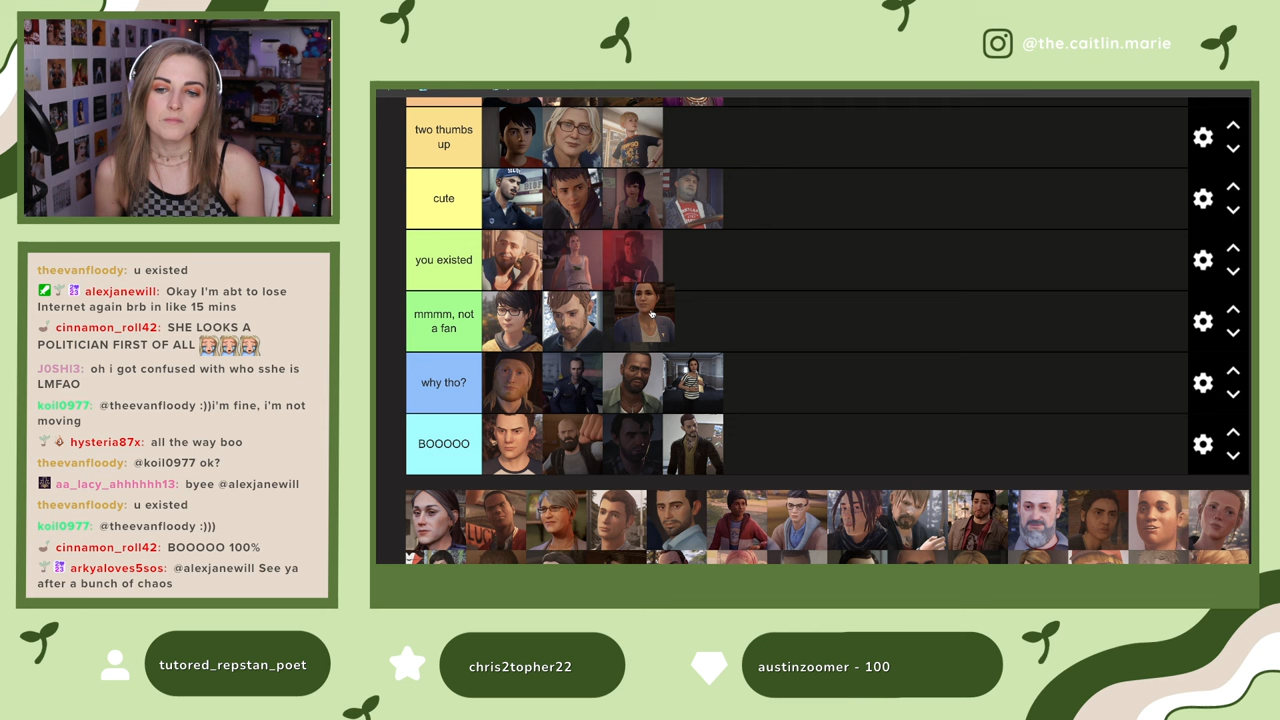 @the.caitlin.marie
two thumbs
up
cute
you existed
mmmm, not
a fan
why tho?
BOOOOO
theevanfloody: u existed
alexjanewill: Okay I'm abt to lose
Internet again brb in like 15 mins
cinnamon_roll42: SHE LOOKS A
POLITICIAN FIRST OF ALL
J0SHI3: oh i got confused with who sshe is
LMFAO
koil0977: @theevanfloody :))i'm fine, i'm not
moving
hysteria87x: all the way boo
theevanfloody: @koil0977 ok?
aa_lacy_ahhhhhh13: byee @alexjanewill
theevanfloody: u existed
koil0977: @theevanfloody :)))
cinnamon_roll42: BOOOOO 100%
arkyaloves5sos: @alexjanewill See ya
after a bunch of chaos
tutored_repstan_poet
chris2topher22
austinzoomer - 100